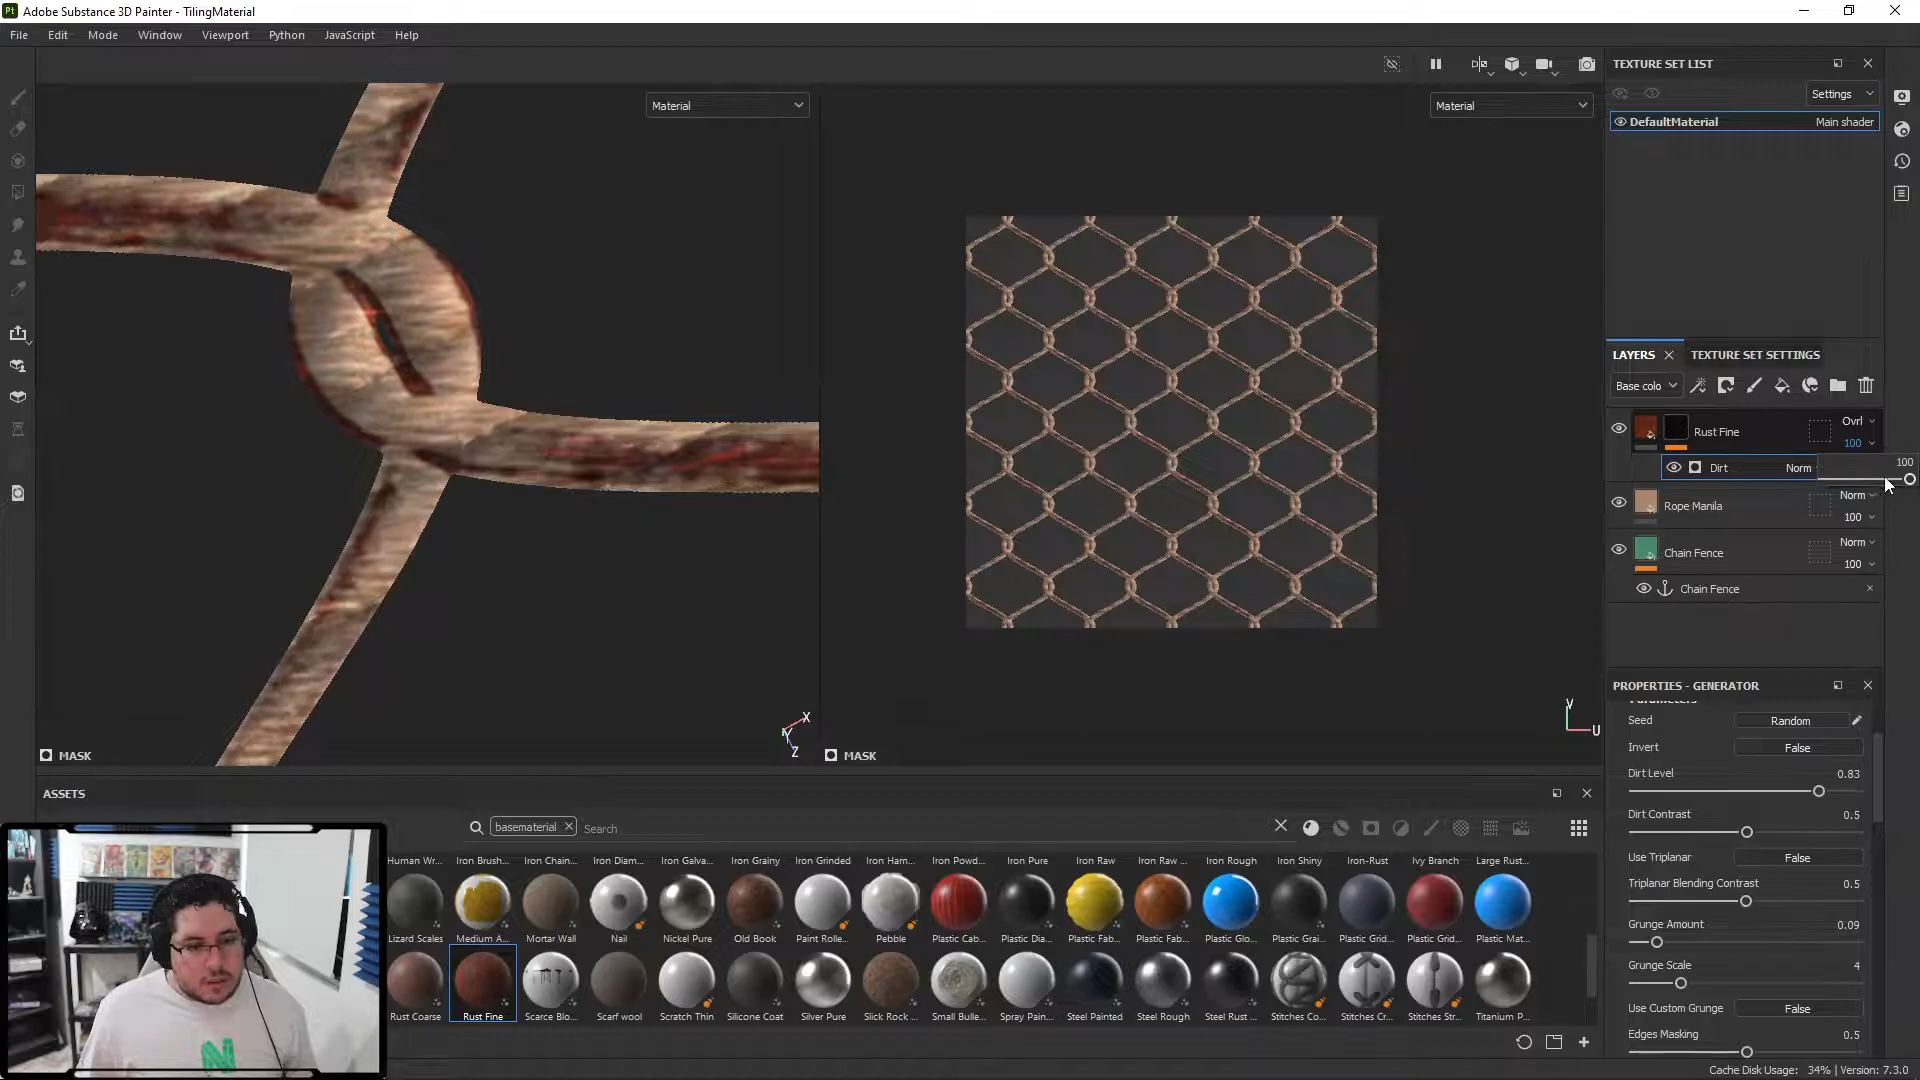 Adobe Substance 3D Painter - TilingMaterial
File Edit Mode Window Viewport Python JavaScript Help
Material
Material
TEXTURE SET LIST
Settings
DefaultMaterial Main shader
LAYERS TEXTURE SET SETTINGS
Base colo
Rust Fine Ovrl
100
Dirt Norm 100
Rope Manila Norm
100
Chain Fence Norm
100
Chain Fence
X
Y
Z
V
U
MASK
MASK
PROPERTIES - GENERATOR
Parameters
Seed Random
Invert False
Dirt Level 0.83
Dirt Contrast 0.5
Use Triplanar False
Triplanar Blending Contrast 0.5
Grunge Amount 0.09
Grunge Scale 4
Use Custom Grunge False
Edges Masking 0.5
ASSETS
basematerial Search
Human Wr... Iron Brush... Iron Chain... Iron Diam... Iron Galva... Iron Grainy Iron Grinded Iron Ham... Iron Powd... Iron Pure Iron Raw Iron Raw ... Iron Rough Iron Shiny Iron-Rust Ivy Branch Large Rust...
Lizard Scales Medium A... Mortar Wall Nail Nickel Pure Old Book Paint Rolle... Pebble Plastic Cab... Plastic Dia... Plastic Fab... Plastic Fab... Plastic Glo... Plastic Grai... Plastic Grid... Plastic Grid... Plastic Mat...
Rust Coarse Rust Fine Scarce Blo... Scarf wool Scratch Thin Silicone Coat Silver Pure Slick Rock ... Small Bulle... Spray Pain... Steel Painted Steel Rough Steel Rust ... Stitches Co... Stitches Cr... Stitches Str... Titanium P...
Cache Disk Usage: 34% | Version: 7.3.0